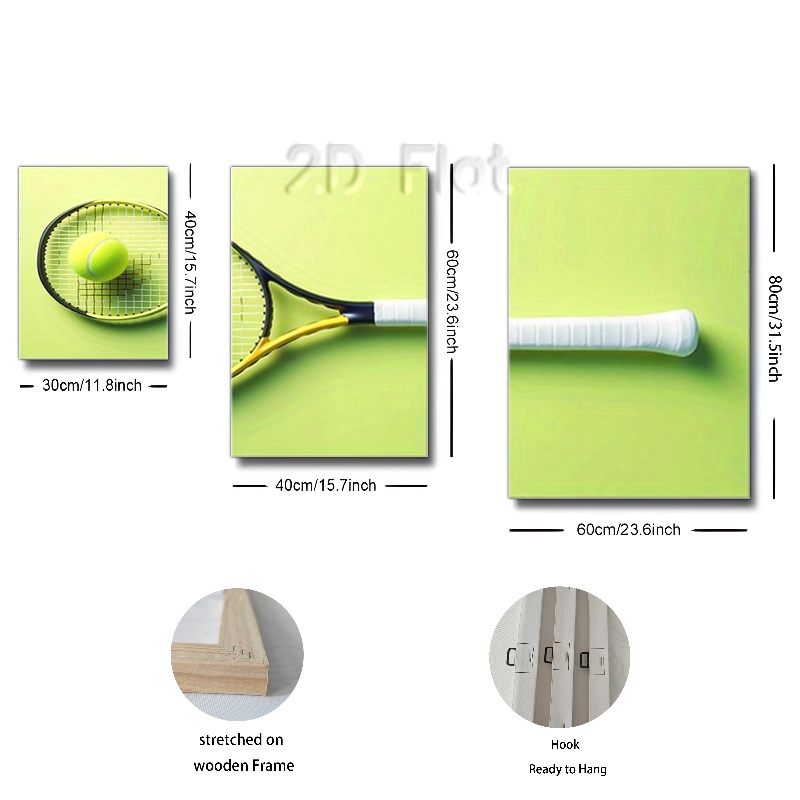 2D Flat
40cm/15.7inch
30cm/11.8inch
60cm/23.6inch
40cm/15.7inch
80cm/31.5inch
60cm/23.6inch
stretched on
wooden Frame
Hook
Ready to Hang